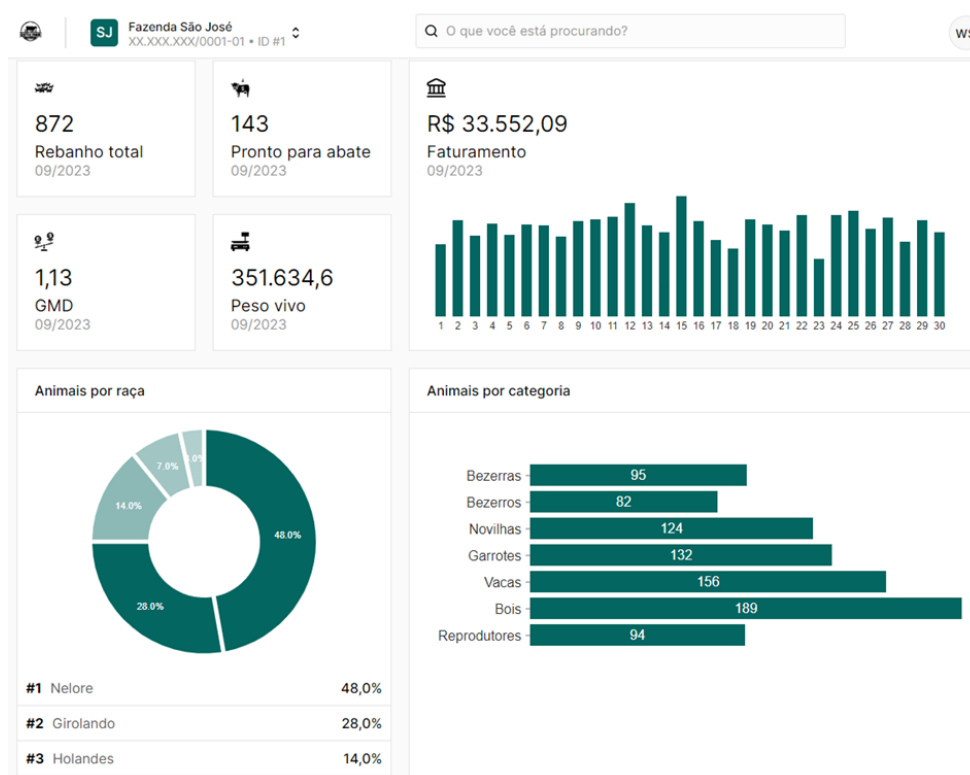 SJ
Fazenda São José
XX.XXX.XXX/0001-01 • ID #1
O que você está procurando?
872
Rebanho total
09/2023
143
Pronto para abate
09/2023
R$ 33.552,09
Faturamento
09/2023
1,13
GMD
09/2023
351.634,6
Peso vivo
09/2023
1 2 3 4 5 6 7 8 9 10 11 12 13 14 15 16 17 18 19 20 21 22 23 24 25 26 27 28 29 30
Animais por raça
7.0%
14.0%
48.0%
28.0%
#1 Nelore 48,0%
#2 Girolando 28,0%
#3 Holandes 14,0%
Animais por categoria
Bezerras 95
Bezerros 82
Novilhas 124
Garrotes 132
Vacas 156
Bois 189
Reprodutores 94